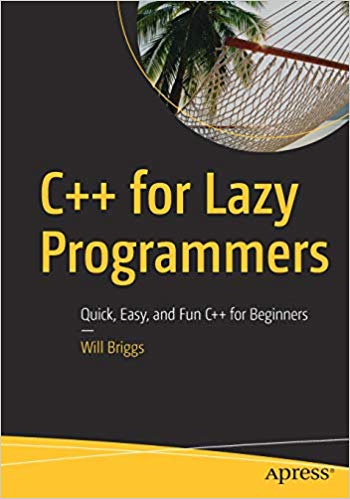 C++ for Lazy
Programmers
Quick, Easy, and Fun C++ for Beginners
—
Will Briggs
Apress®